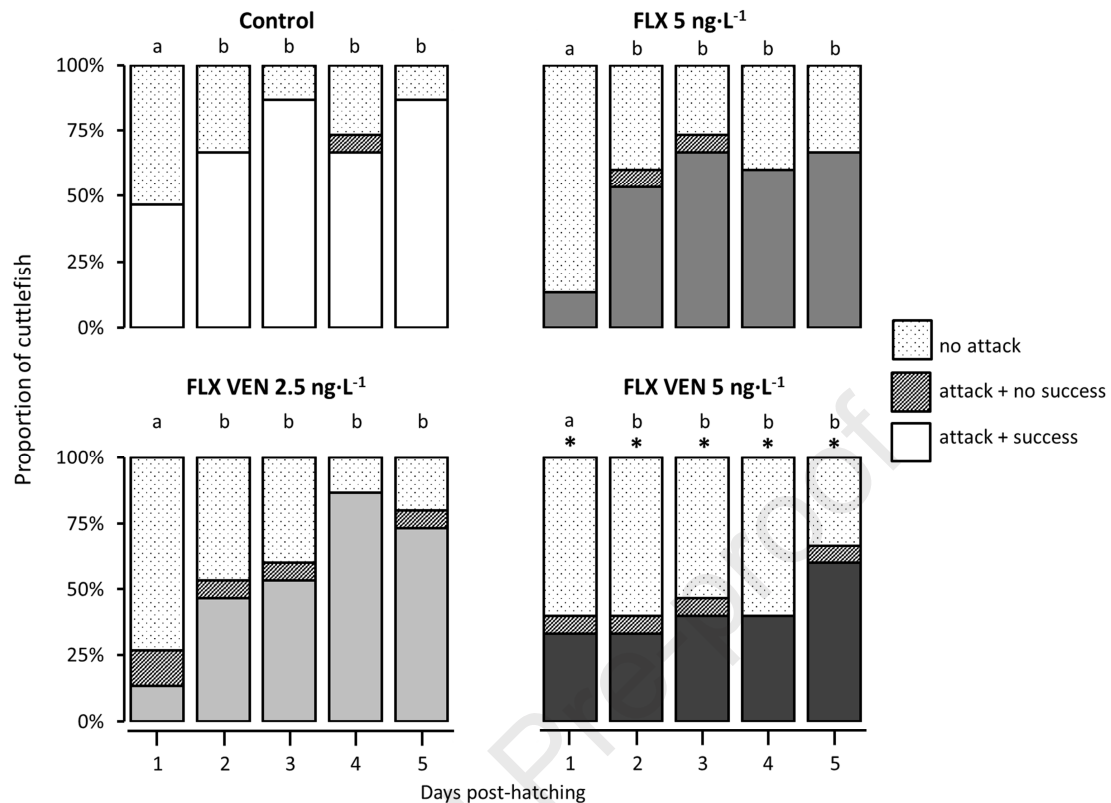 Control
a b b b b
100%
75%
50%
25%
0%
FLX 5 ng·L-1
a b b b b
Proportion of cuttlefish
no attack
attack + no success
attack + success
FLX VEN 2.5 ng·L-1
a b b b b
100%
75%
50%
25%
0%
1 2 3 4 5
FLX VEN 5 ng·L-1
a b b b b
* * * * *
1 2 3 4 5
Days post-hatching
Pre-proof